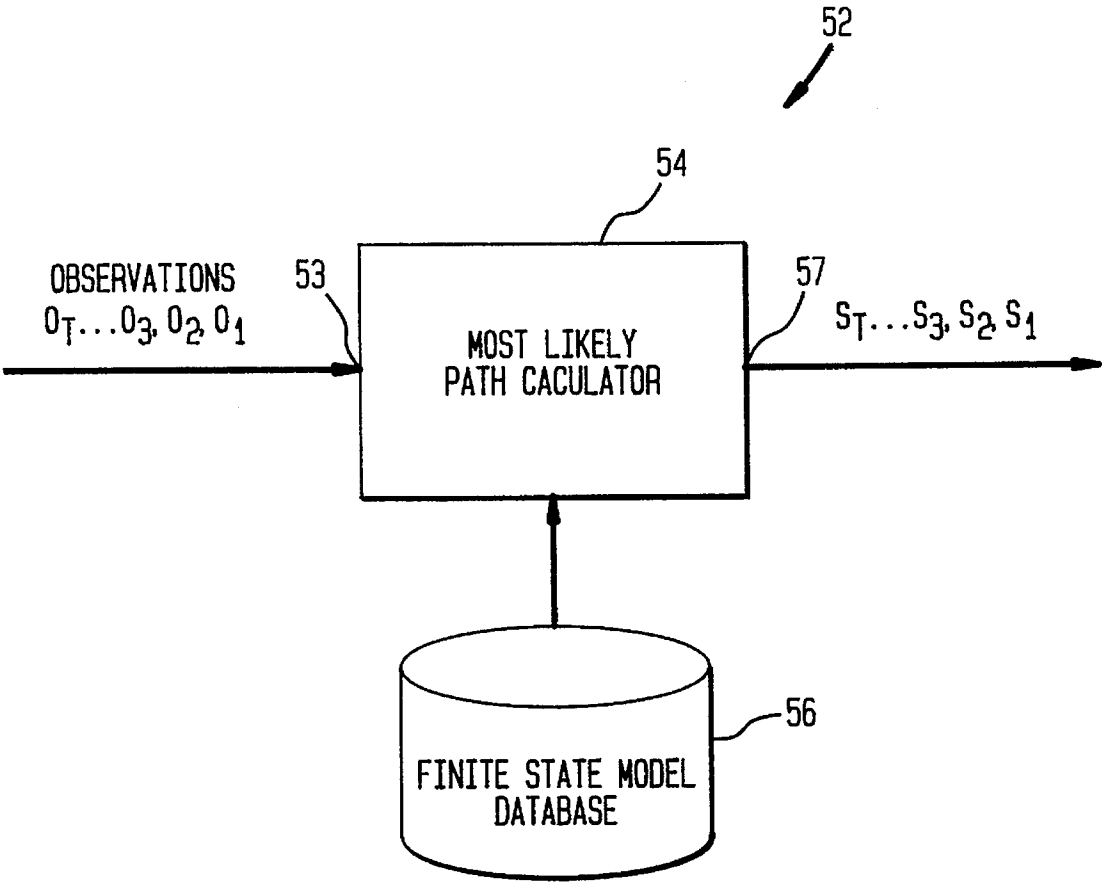 52
54
OBSERVATIONS
O_T...O_3, O_2, O_1
53
57
S_T...S_3, S_2, S_1
MOST LIKELY
PATH CACULATOR
56
FINITE STATE MODEL
DATABASE